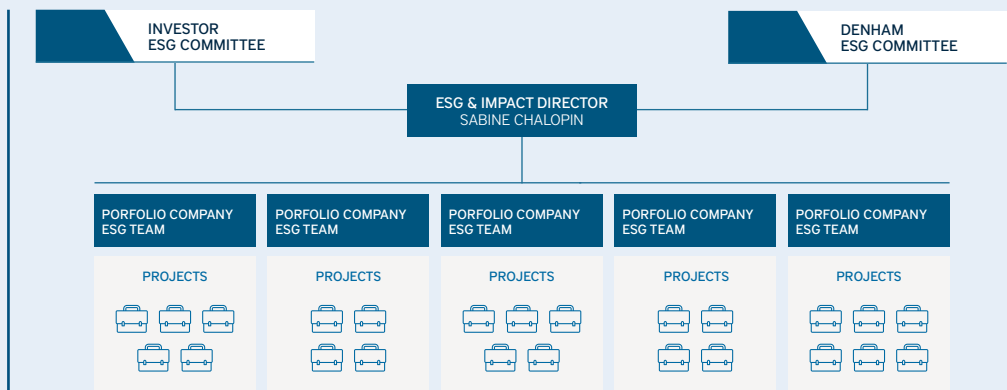 INVESTOR
ESG COMMITTEE
DENHAM
ESG COMMITTEE
ESG & IMPACT DIRECTOR
SABINE CHALOPIN
PORFOLIO COMPANY
ESG TEAM
PORFOLIO COMPANY
ESG TEAM
PORFOLIO COMPANY
ESG TEAM
PORFOLIO COMPANY
ESG TEAM
PORFOLIO COMPANY
ESG TEAM
PROJECTS
PROJECTS
PROJECTS
PROJECTS
PROJECTS